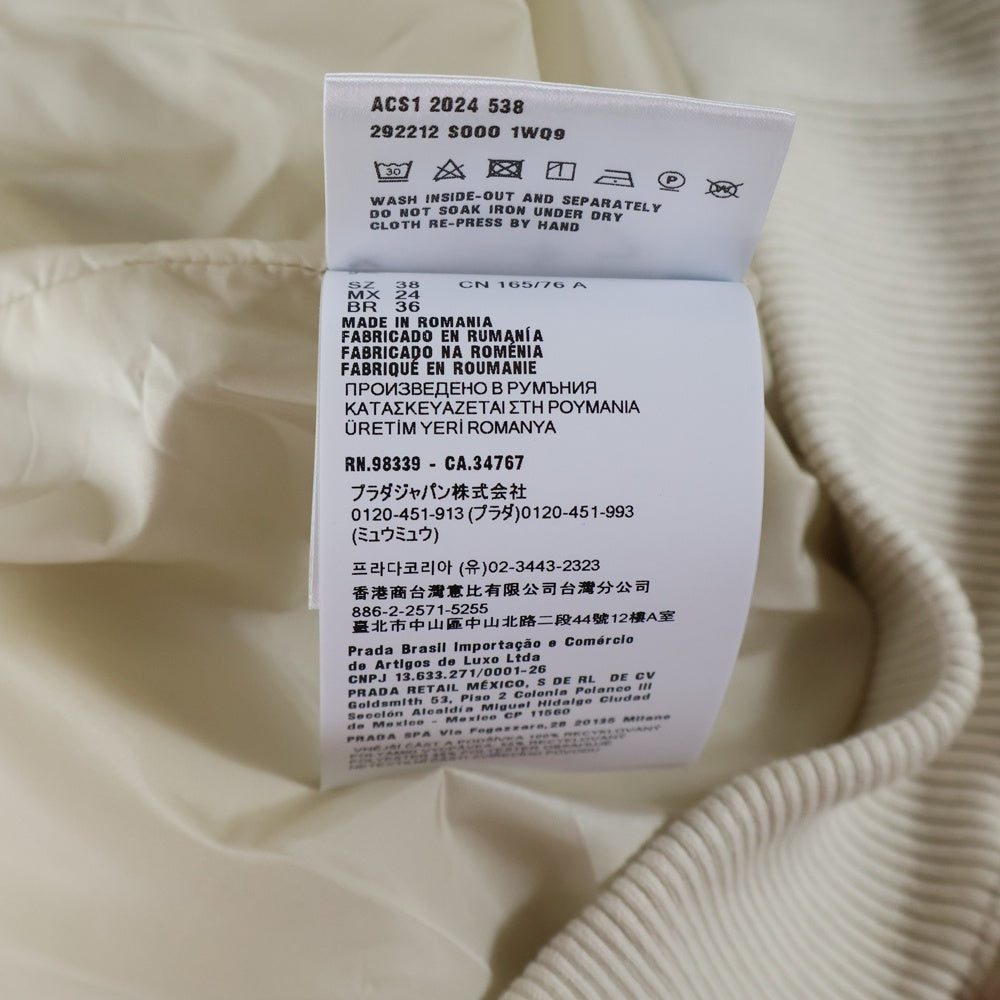 ACS1 2024 538
292212 S000 1WQ9
30
P
W
WASH INSIDE-OUT AND SEPARATELY
DO NOT SOAK IRON UNDER DRY
CLOTH RE-PRESS BY HAND
SZ 38 CN 165/76 A
MX 24
BR 36
MADE IN ROMANIA
FABRICADO EN RUMANÍA
FABRICADO NA ROMÊNIA
FABRIQUÉ EN ROUMANIE
ПРОИЗВЕДЕНО В РУМЪНИЯ
ΚΑΤΑΣΚΕΥΑΖΕΤΑΙ ΣΤΗ ΡΟΥΜΑΝΙΑ
ÜRETİM YERİ ROMANYA
RN.98339 - CA.34767
プラダジャパン株式会社
0120-451-913 (プラダ)0120-451-993
(ミュウミュウ)
프라다코리아 (유)02-3443-2323
香港商台灣意比有限公司台灣分公司
886-2-2571-5255
臺北市中山區中山北路二段44號12樓A室
Prada Brasil Importação e Comércio
de Artigos de Luxo Ltda
CNPJ 13.633.271/0001-26
PRADA RETAIL MÉXICO, S DE RL DE CV
Goldsmith 53, Piso 2 Colonia Polanco III
Sección Alcaldía Miguel Hidalgo Ciudad
de Mexico - Mexico CP 11560
PRADA SPA Via Fogazzaro,28 20135 Milano
VNĚJŠÍ ČÁST A PODŠÍVKA 100% RECYKLOVANÝ